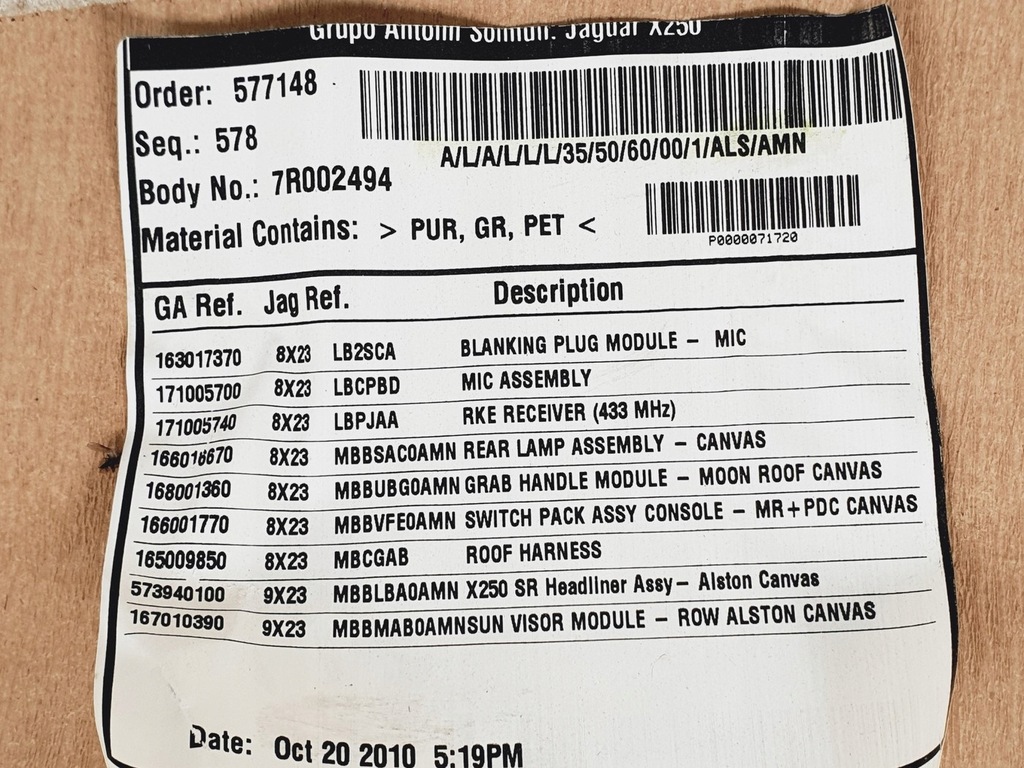 Grupo Antolin Solihull: Jaguar X250
Order: 577148
Seq.: 578
A/L/A/L/L/L/35/50/60/00/1/ALS/AMN
Body No.: 7R002494
Material Contains: > PUR, GR, PET <
P0000071720
GA Ref. Jag Ref. Description
163017370 8X23 LB2SCA BLANKING PLUG MODULE – MIC
171005700 8X23 LBCPBD MIC ASSEMBLY
171005740 8X23 LBPJAA RKE RECEIVER (433 MHz)
166016670 8X23 MBBSAC0AMN REAR LAMP ASSEMBLY – CANVAS
168001360 8X23 MBBUBG0AMN GRAB HANDLE MODULE – MOON ROOF CANVAS
166001770 8X23 MBBVFE0AMN SWITCH PACK ASSY CONSOLE – MR+PDC CANVAS
165009850 8X23 MBCGAB ROOF HARNESS
573940100 9X23 MBBLBA0AMN X250 SR Headliner Assy – Alston Canvas
167010390 9X23 MBBMAB0AMN SUN VISOR MODULE – ROW ALSTON CANVAS
Date: Oct 20 2010 5:19PM